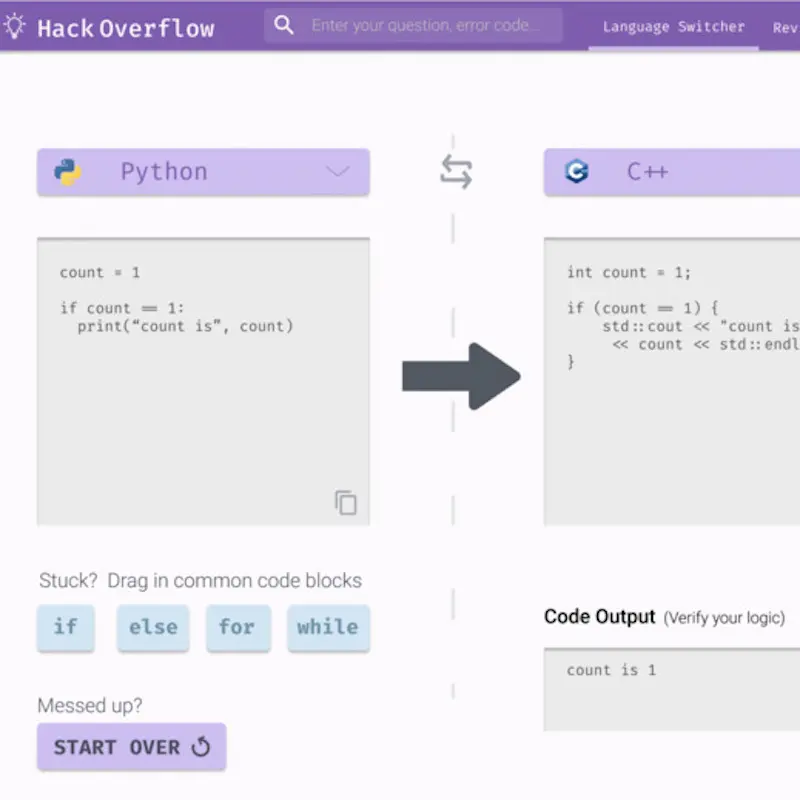 Hack Overflow
Enter your question, error code...
Language Switcher
Rev
Python
C++
count = 1
if count == 1:
print(“count is”, count)
int count = 1;
if (count == 1) {
std::cout << "count is
<< count << std::endl
}
Stuck? Drag in common code blocks
if else for while
Messed up?
START OVER
Code Output (Verify your logic)
count is 1